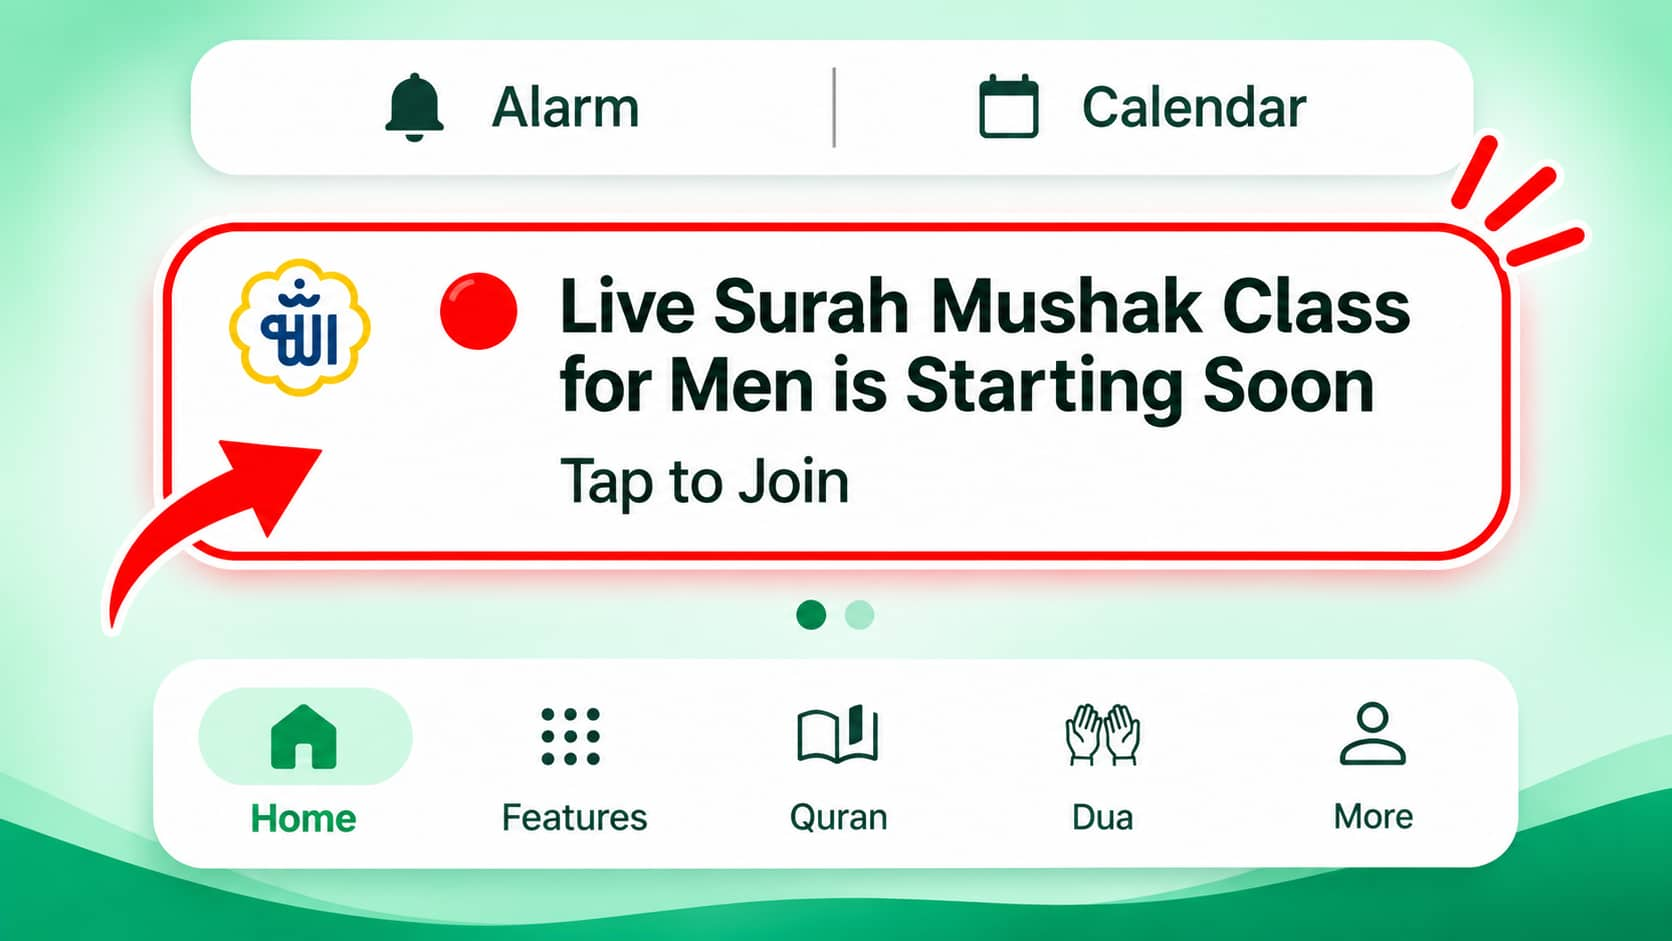 Alarm
Calendar
الله
Live Surah Mushak Class
for Men is Starting Soon
Tap to Join
Home
Features
Quran
Dua
More